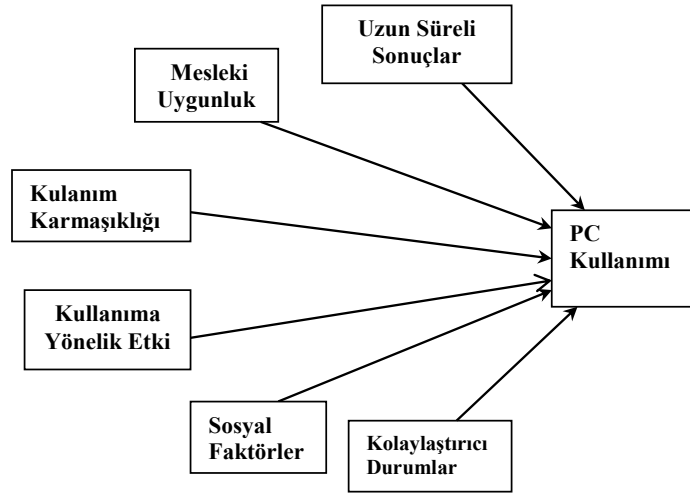 Uzun Süreli
Sonuçlar
Mesleki
Uygunluk
Kulanım
Karmaşıklığı
PC
Kullanımı
Kullanıma
Yönelik Etki
Sosyal
Faktörler
Kolaylaştırıcı
Durumlar